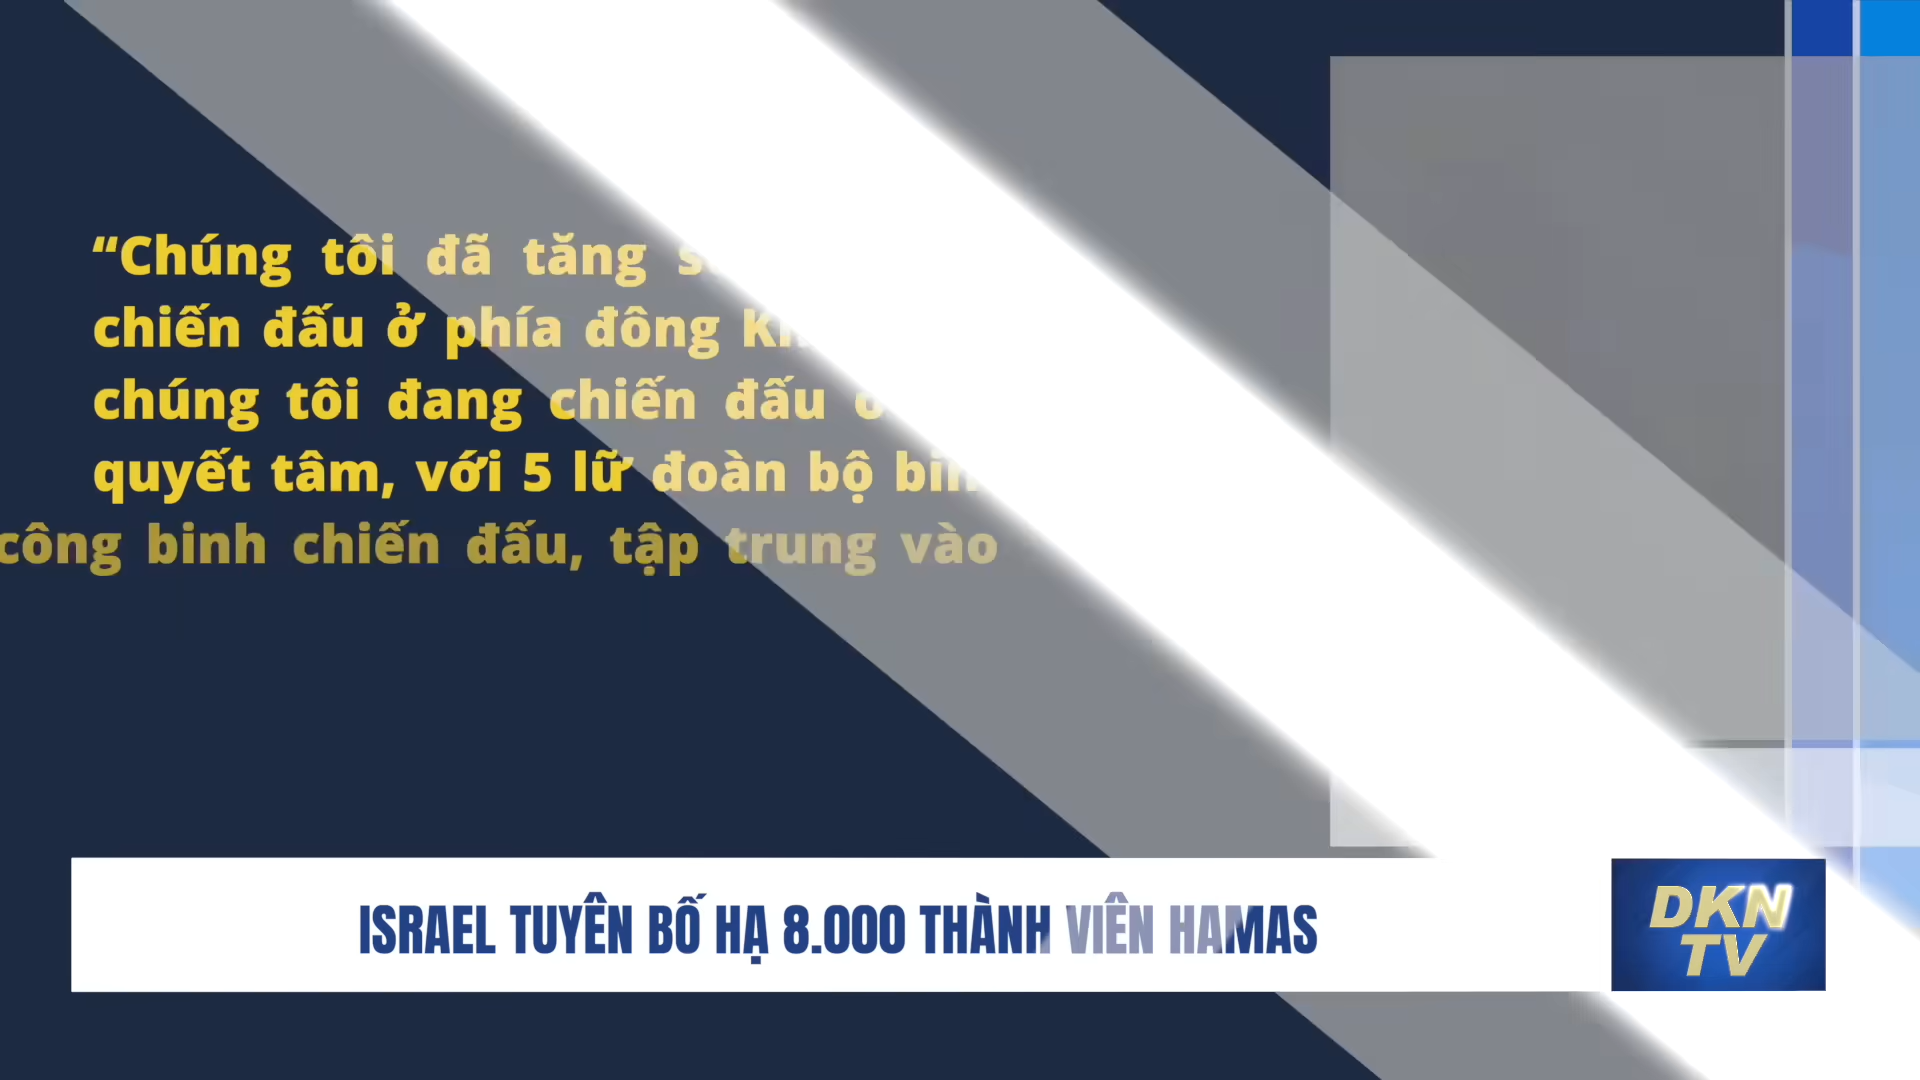 “Chúng tôi đã tăng
chiến đấu ở phía đông
chúng tôi đang chiến đấu
quyết tâm, với 5 lữ đoàn bộ
công binh chiến đấu, tập trung vào
ISRAEL TUYÊN BỐ HẠ 8.000 THÀNH VIÊN HAMAS
DKN
TV